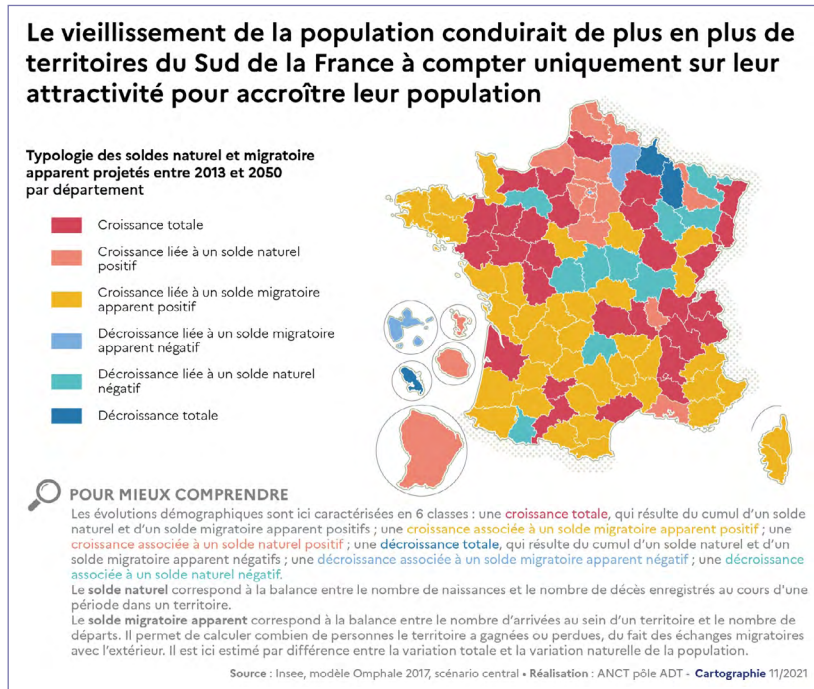 Le vieillissement de la population conduirait de plus en plus de
territoires du Sud de la France à compter uniquement sur leur
attractivité pour accroître leur population
Typologie des soldes naturel et migratoire
apparent projetés entre 2013 et 2050
par département
Croissance totale
Croissance liée à un solde naturel
positif
Croissance liée à un solde migratoire
apparent positif
Décroissance liée à un solde migratoire
apparent négatif
Décroissance liée à un solde naturel
négatif
Décroissance totale
POUR MIEUX COMPRENDRE
Les évolutions démographiques sont ici caractérisées en 6 classes : une croissance totale, qui résulte du cumul d'un solde
naturel et d'un solde migratoire apparent positifs ; une croissance associée à un solde migratoire apparent positif ; une
croissance associée à un solde naturel positif ; une décroissance totale, qui résulte du cumul d'un solde naturel et d'un
solde migratoire apparent négatifs ; une décroissance associée à un solde migratoire apparent négatif ; une décroissance
associée à un solde naturel négatif.
Le solde naturel correspond à la balance entre le nombre de naissances et le nombre de décès enregistrés au cours d'une
période dans un territoire.
Le solde migratoire apparent correspond à la balance entre le nombre d'arrivées au sein d'un territoire et le nombre de
départs. Il permet de calculer combien de personnes le territoire a gagnées ou perdues, du fait des échanges migratoires
avec l'extérieur. Il est ici estimé par différence entre la variation totale et la variation naturelle de la population.
Source : Insee, modèle Omphale 2017, scénario central • Réalisation : ANCT pôle ADT - Cartographie 11/2021